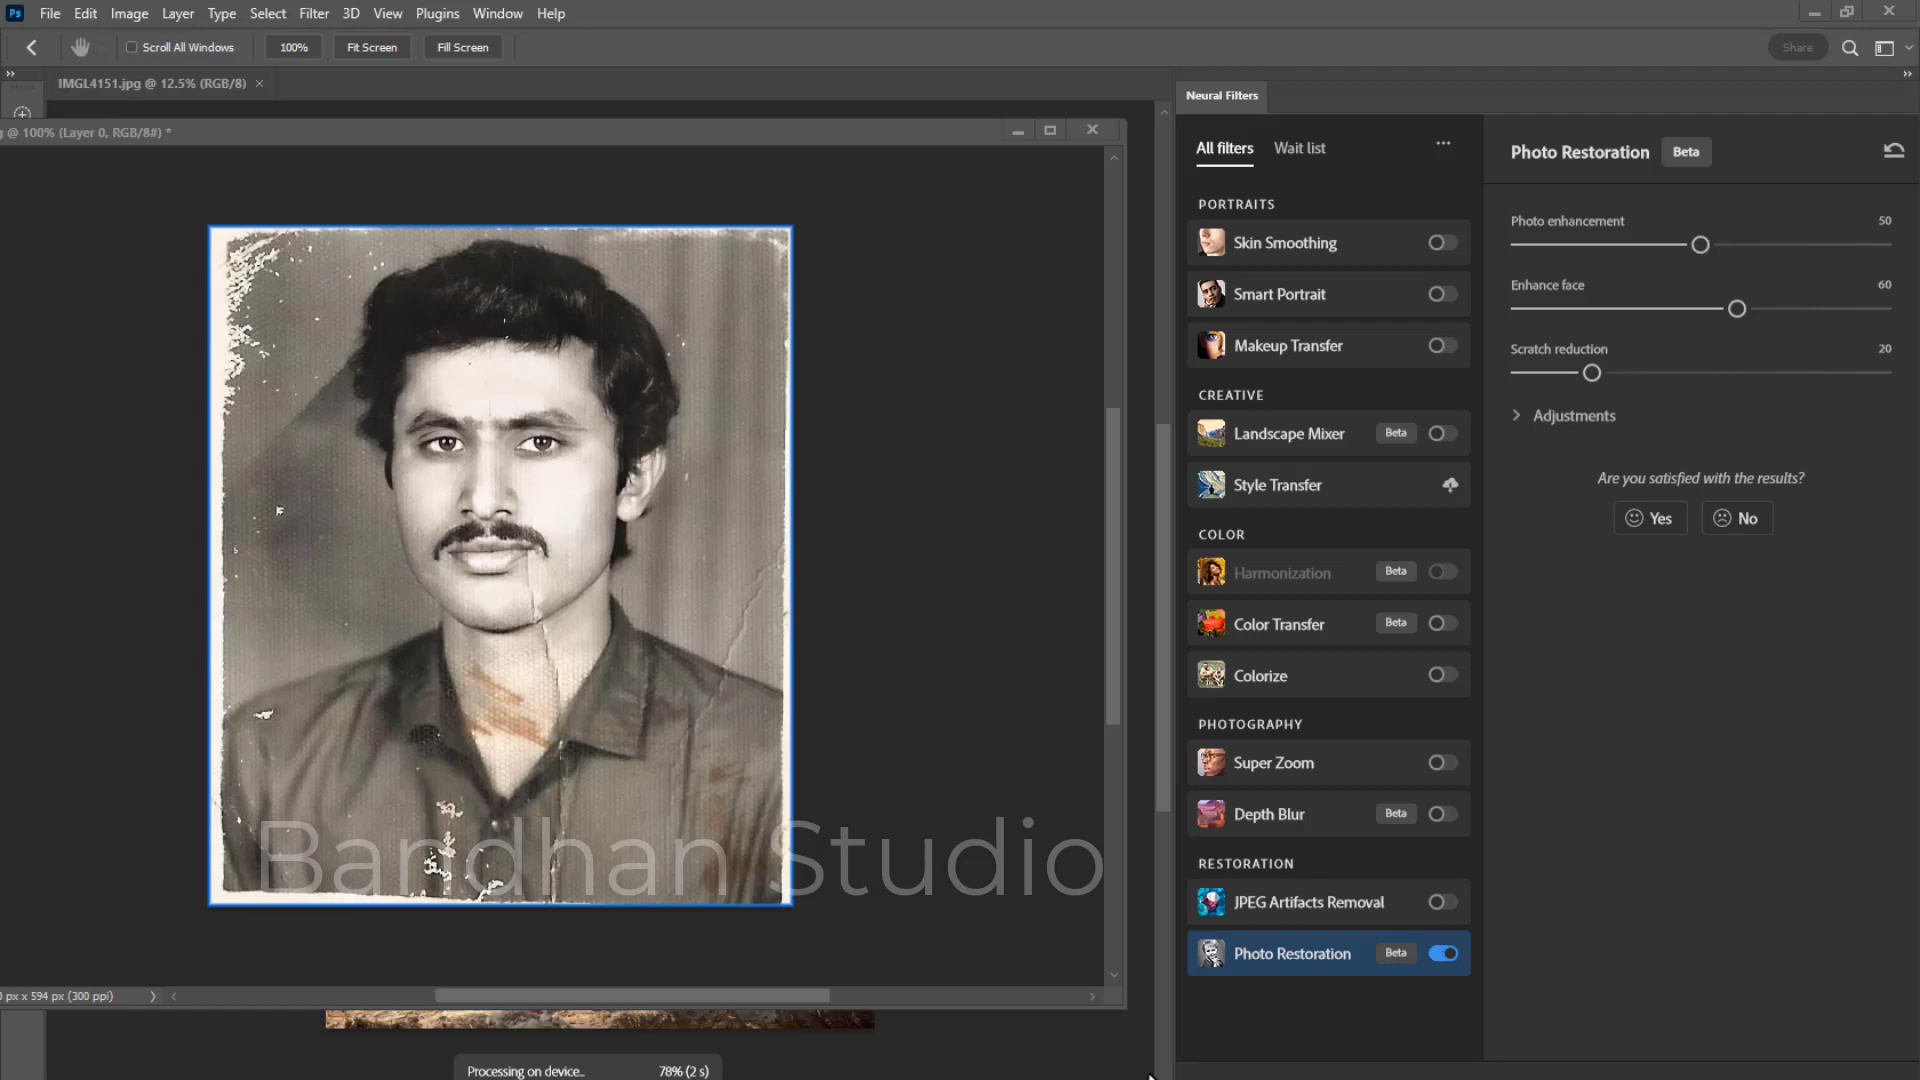 Ps File Edit Image Layer Type Select Filter 3D View Plugins Window Help
Scroll All Windows 100% Fit Screen Fill Screen Share
IMGL4151.jpg @ 12.5% (RGB/8) ×
@ 100% (Layer 0, RGB/8#) *
Neural Filters
All filters Wait list
PORTRAITS
Skin Smoothing
Smart Portrait
Makeup Transfer
CREATIVE
Landscape Mixer Beta
Style Transfer
COLOR
Harmonization Beta
Color Transfer Beta
Colorize
PHOTOGRAPHY
Super Zoom
Depth Blur Beta
RESTORATION
JPEG Artifacts Removal
Photo Restoration Beta
Photo Restoration Beta
Photo enhancement 50
Enhance face 60
Scratch reduction 20
Adjustments
Are you satisfied with the results?
Yes No
Bandhan Studio
px x 594 px (300 ppi)
Processing on device... 78% (2 s)